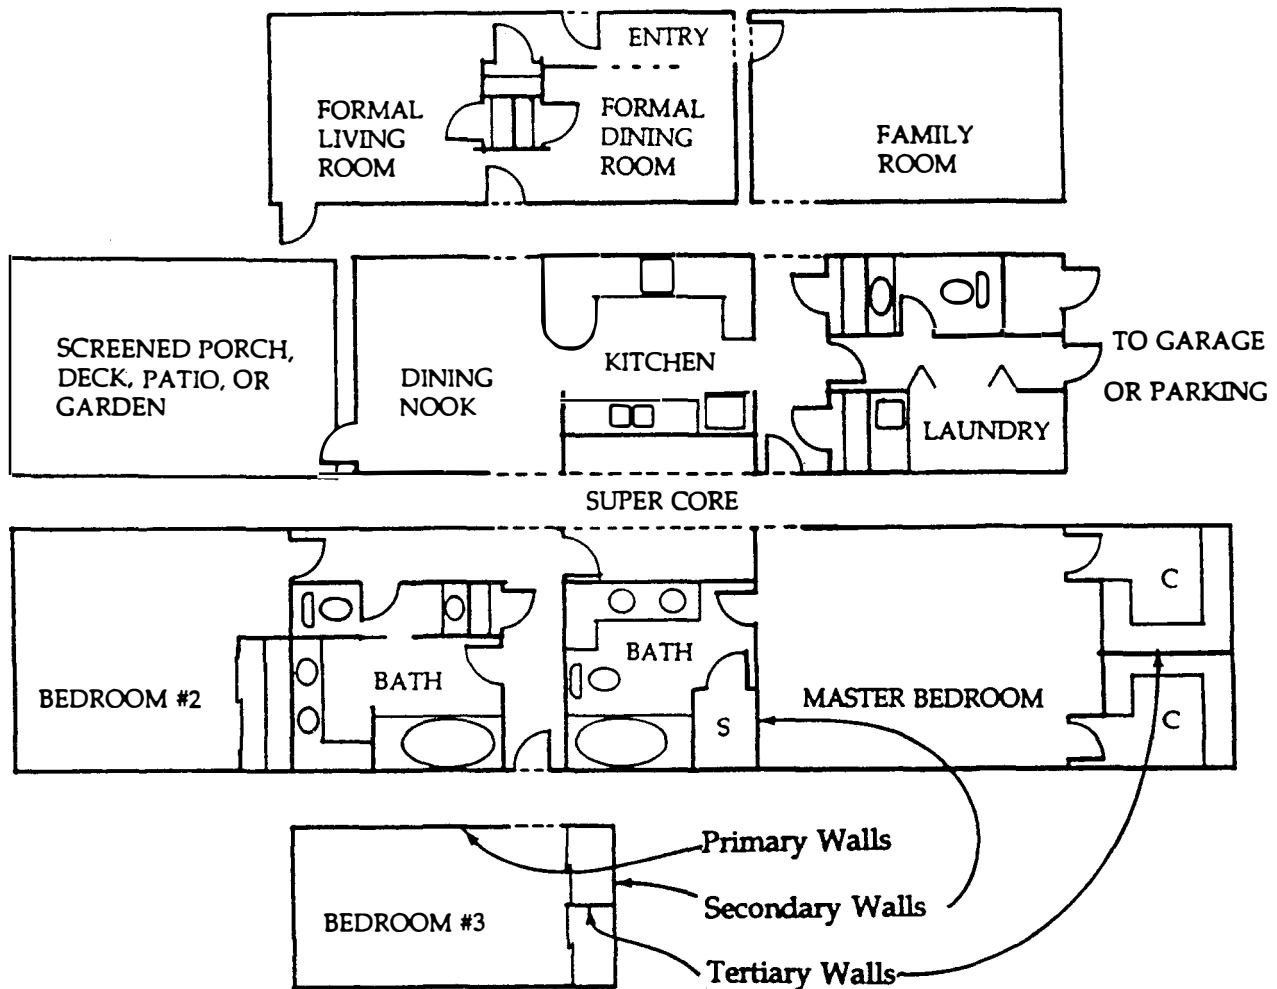 ENTRY
FORMAL
LIVING
ROOM
FORMAL
DINING
ROOM
FAMILY
ROOM
SCREENED PORCH,
DECK, PATIO, OR
GARDEN
DINING
NOOK
KITCHEN
LAUNDRY
TO GARAGE
OR PARKING
SUPER CORE
BEDROOM #2
BATH
BATH
S
MASTER BEDROOM
C
C
BEDROOM #3
Primary Walls
Secondary Walls
Tertiary Walls